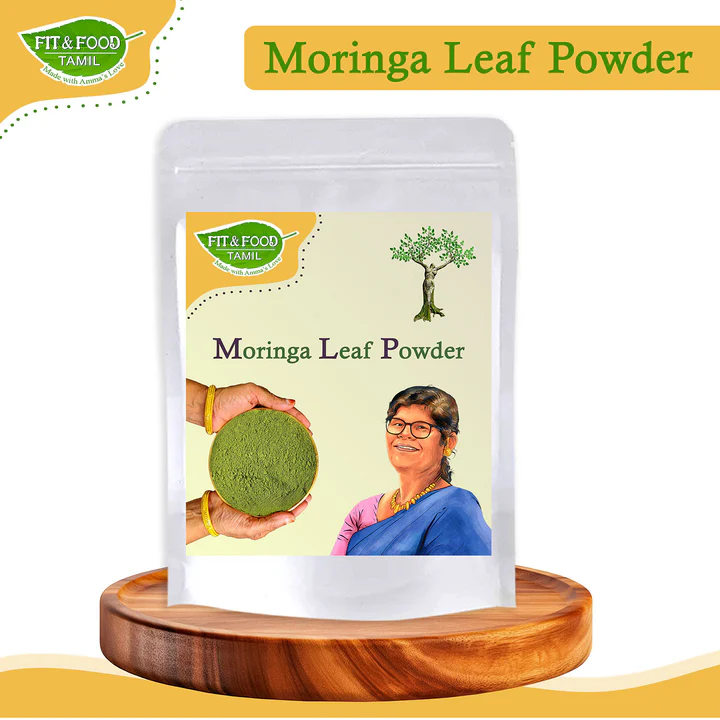 FIT & FOOD
TAMIL
Made with Amma's Love
Moringa Leaf Powder
FIT & FOOD
TAMIL
Made with Amma's Love
Moringa Leaf Powder